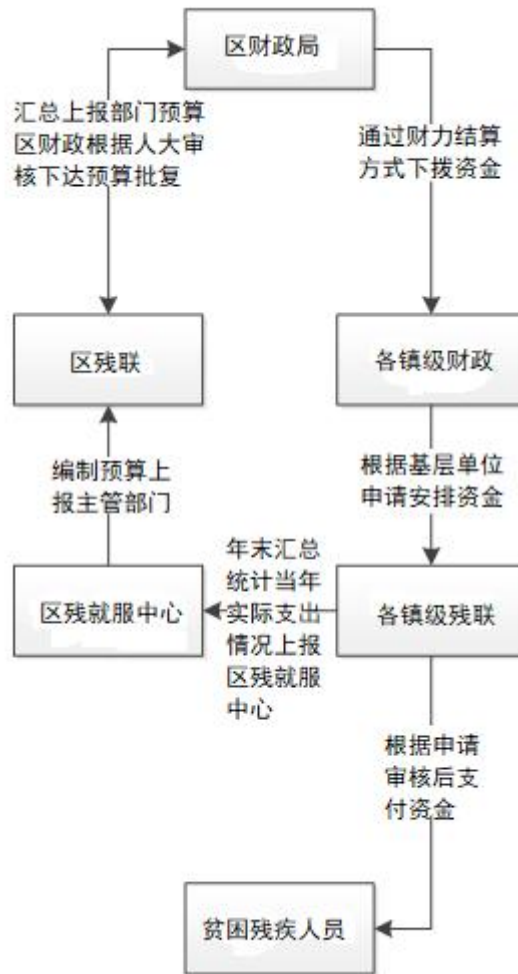 区财政局
汇总上报部门预算
区财政根据人大审
核下达预算批复
通过财力结算
方式下拨资金
区残联
各镇级财政
编制预算上
报主管部门
根据基层单位
申请安排资金
区残就服中心
年末汇总
统计当年
实际支出
情况上报
区残就服
中心
各镇级残联
根据申请
审核后支
付资金
贫困残疾人员